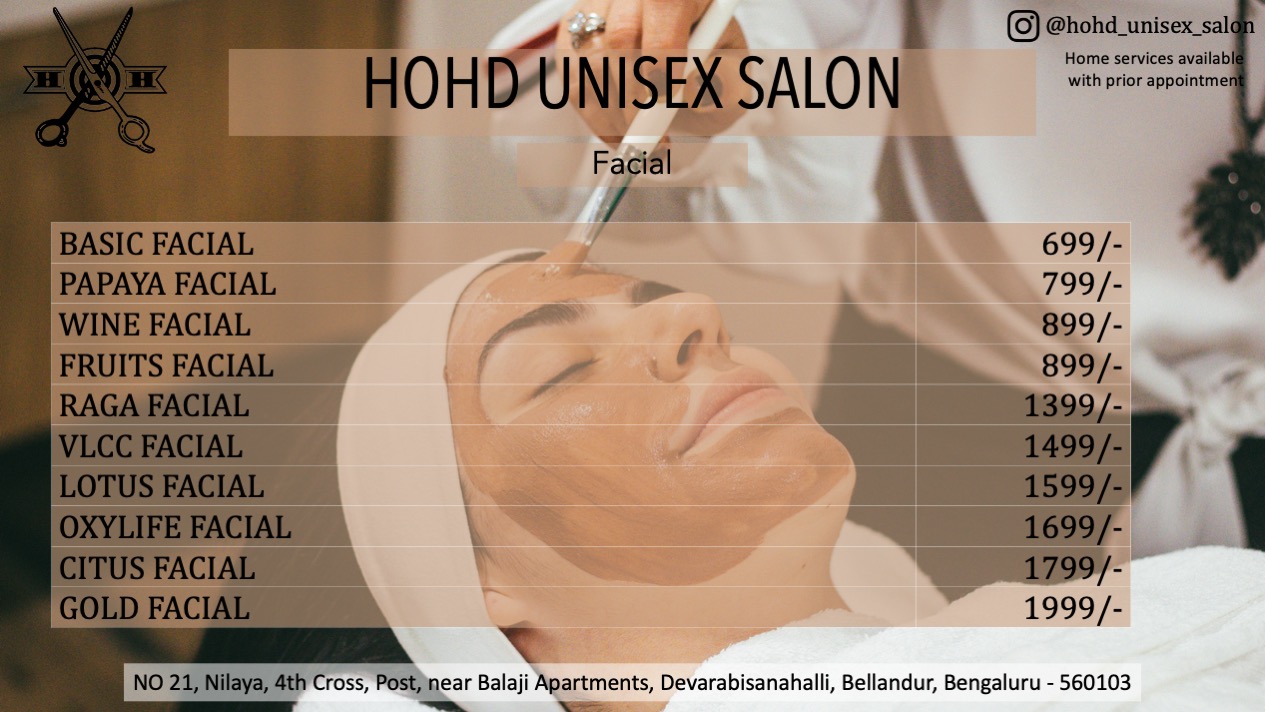 H H
@hohd_unisex_salon
Home services available
with prior appointment
HOHD UNISEX SALON
Facial
BASIC FACIAL 699/-
PAPAYA FACIAL 799/-
WINE FACIAL 899/-
FRUITS FACIAL 899/-
RAGA FACIAL 1399/-
VLCC FACIAL 1499/-
LOTUS FACIAL 1599/-
OXYLIFE FACIAL 1699/-
CITUS FACIAL 1799/-
GOLD FACIAL 1999/-
NO 21, Nilaya, 4th Cross, Post, near Balaji Apartments, Devarabisanahalli, Bellandur, Bengaluru - 560103